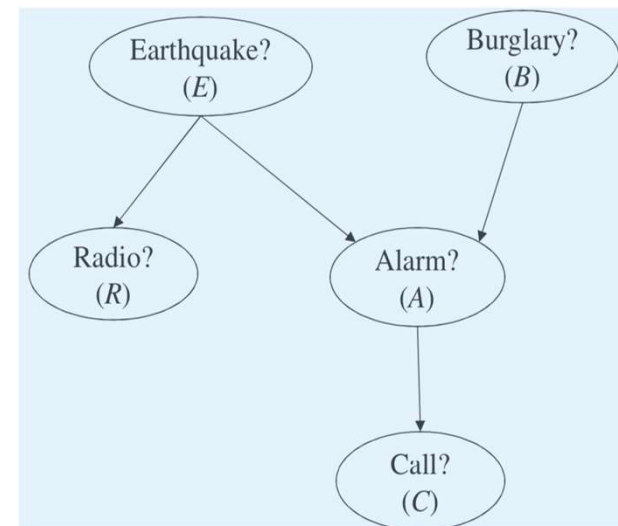 Earthquake?
(E)
Burglary?
(B)
Radio?
(R)
Alarm?
(A)
Call?
(C)